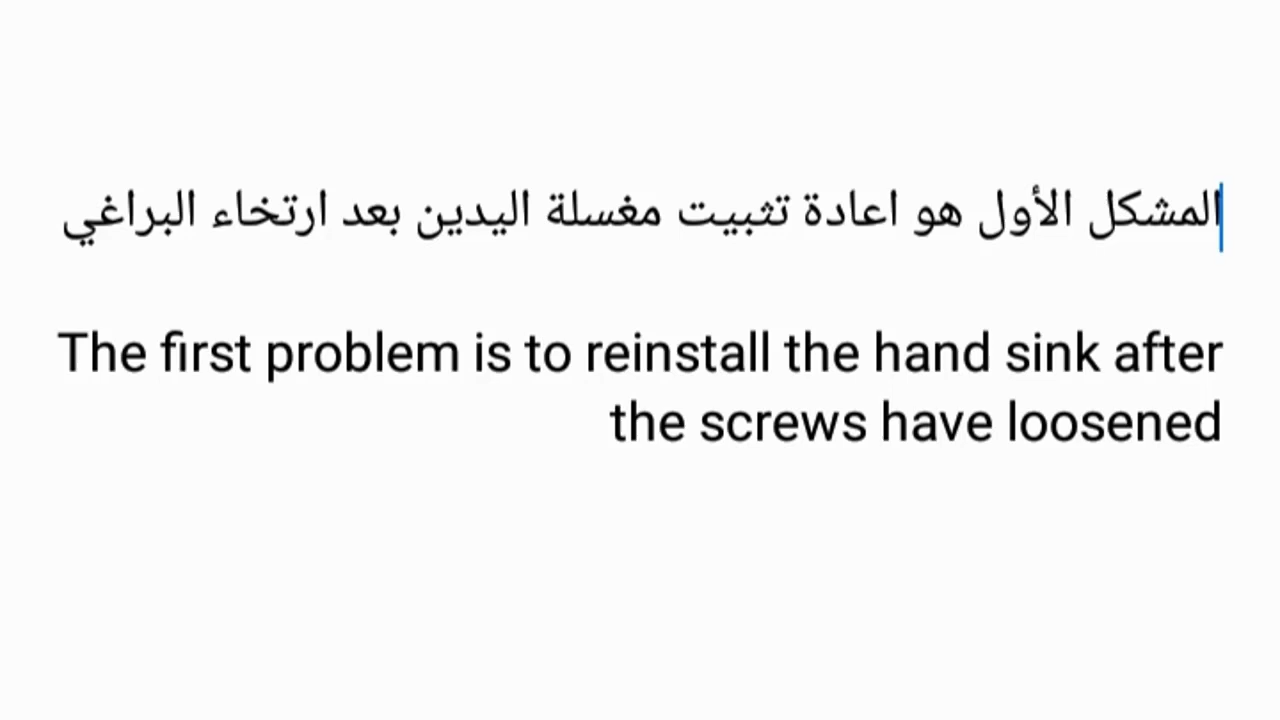 المشكل الأول هو اعادة تثبيت مغسلة اليدين بعد ارتخاء البراغي
The first problem is to reinstall the hand sink after
the screws have loosened